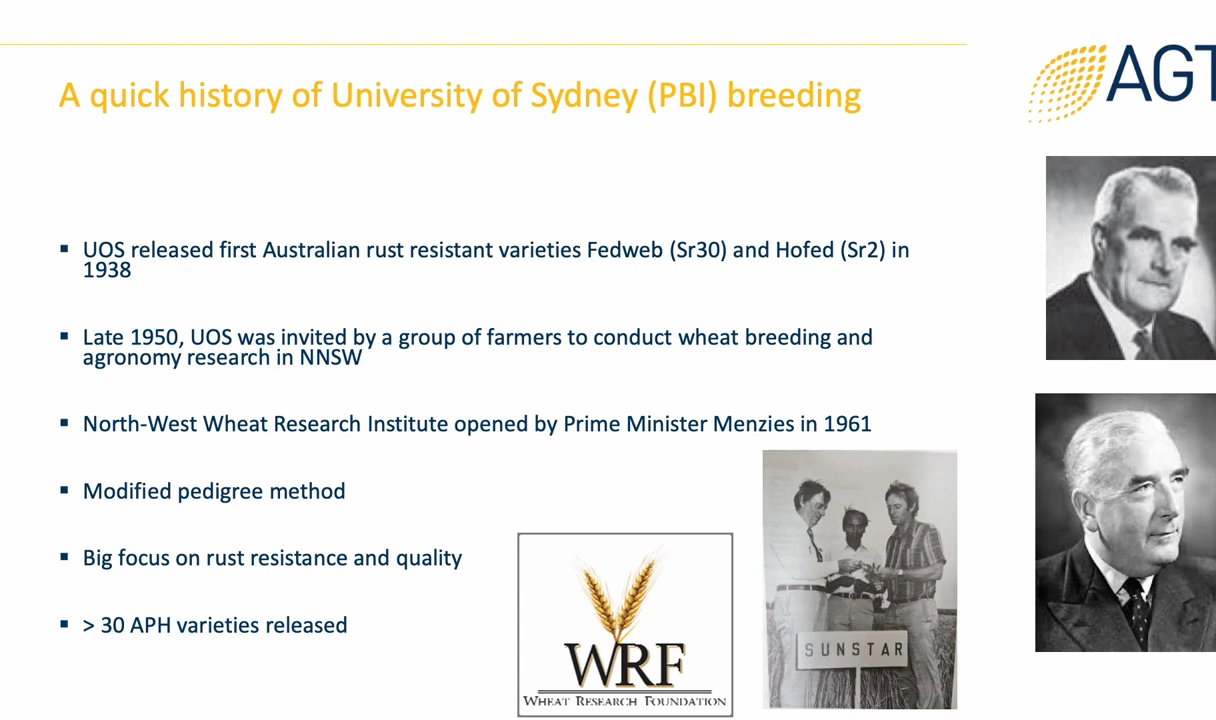 A quick history of University of Sydney (PBI) breeding
AGT
▪ UOS released first Australian rust resistant varieties Fedweb (Sr30) and Hofed (Sr2) in
1938
▪ Late 1950, UOS was invited by a group of farmers to conduct wheat breeding and
agronomy research in NNSW
▪ North-West Wheat Research Institute opened by Prime Minister Menzies in 1961
▪ Modified pedigree method
▪ Big focus on rust resistance and quality
▪ > 30 APH varieties released
WRF
WHEAT RESEARCH FOUNDATION
SUNSTAR